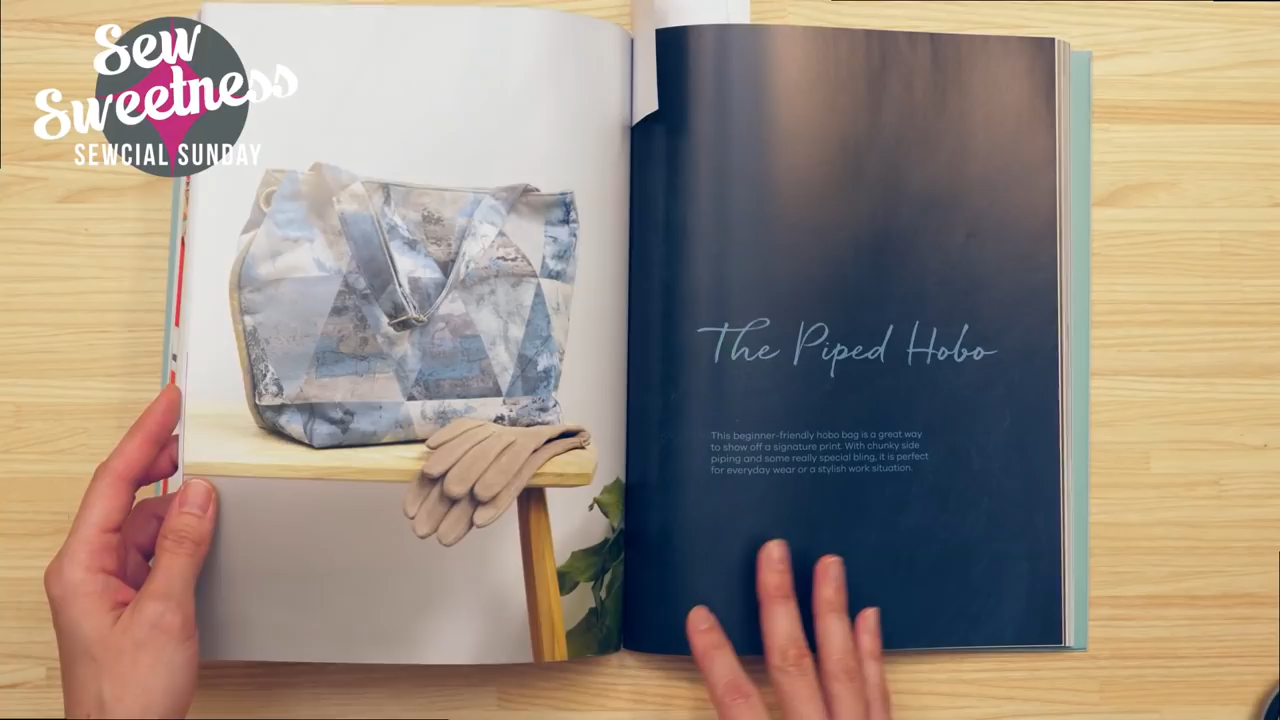 Sew
Sweetness
SEWCIAL SUNDAY
The Piped Hobo
This beginner-friendly hobo bag is a great way
to show off a signature print. With chunky side
piping and some really special bling, it is perfect
for everyday wear or a stylish work situation.